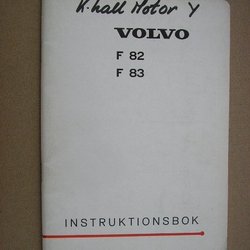 K-hall Motor Y
VOLVO
F 82
F 83
INSTRUKTIONSBOK